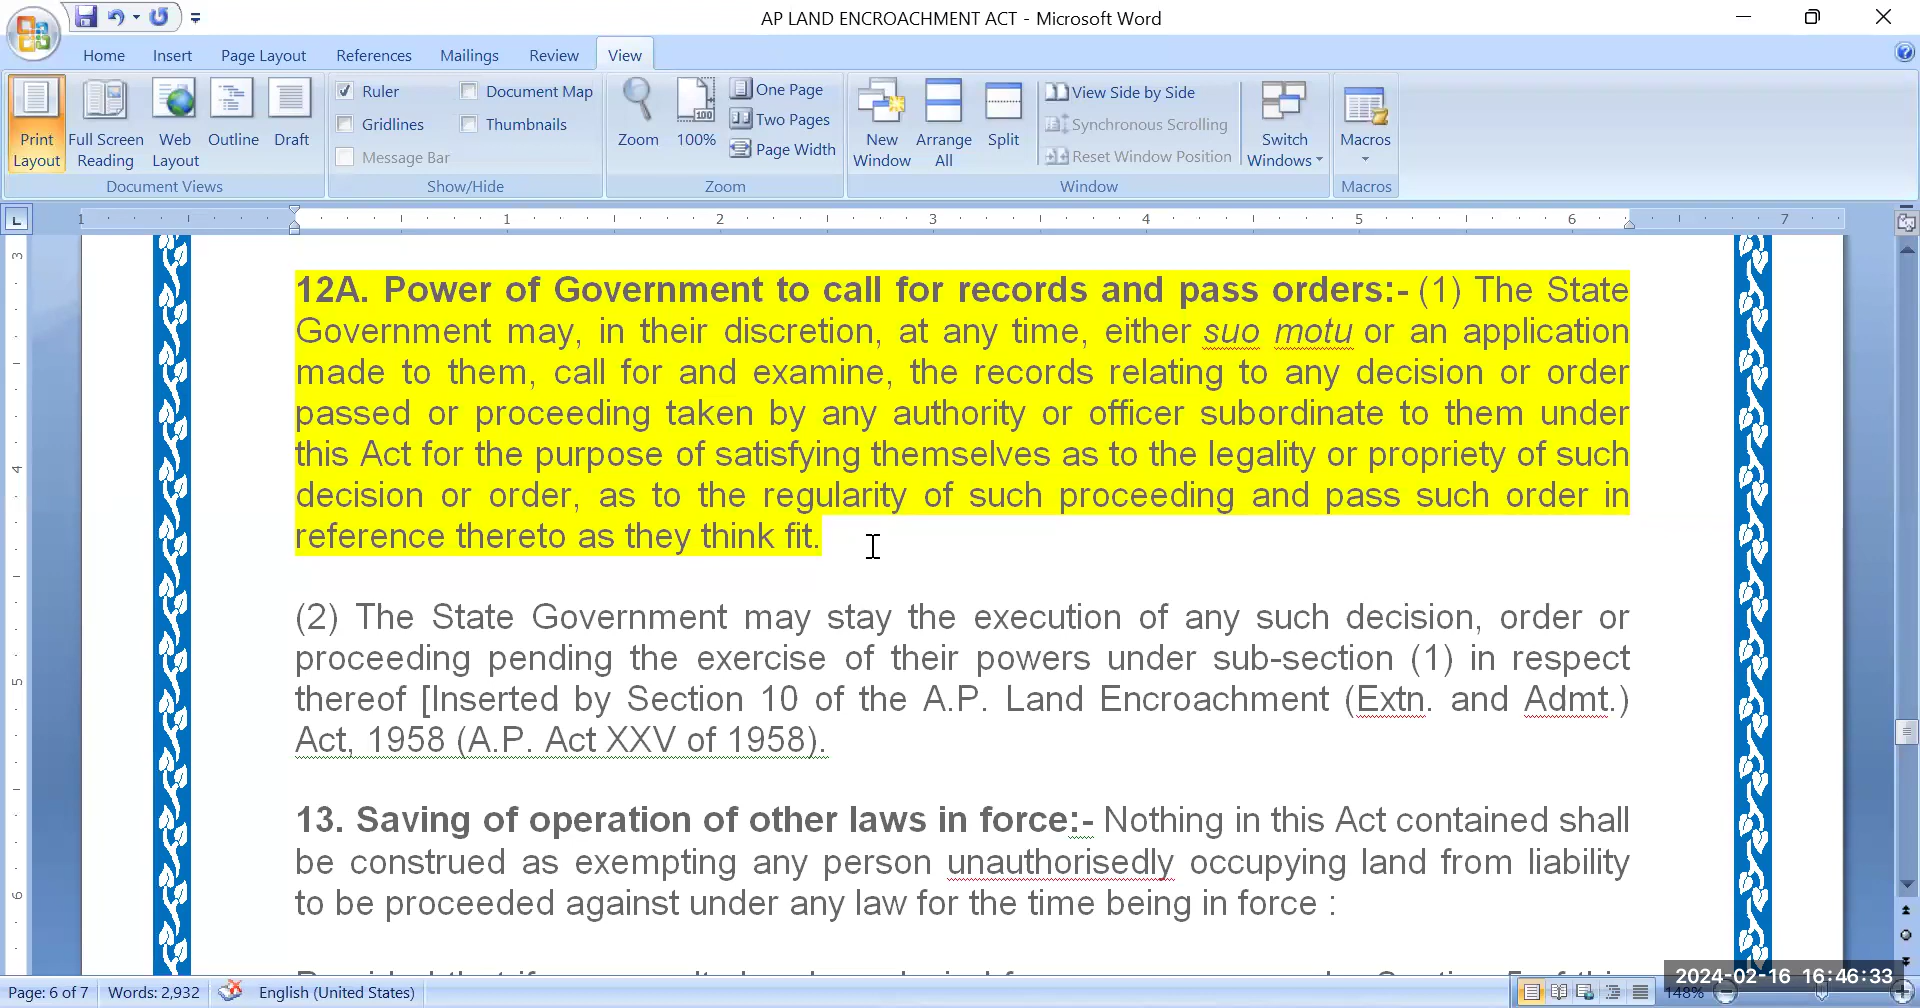 AP LAND ENCROACHMENT ACT - Microsoft Word
Home Insert Page Layout References Mailings Review View
Print Layout
Full Screen Reading
Web Layout
Outline
Draft
Document Views
Ruler
Document Map
Gridlines
Thumbnails
Message Bar
Show/Hide
Zoom
100%
One Page
Two Pages
Page Width
Zoom
New Window
Arrange All
Split
View Side by Side
Synchronous Scrolling
Reset Window Position
Switch Windows
Window
Macros
Macros
1 1 2 3 4 5 6 7
3
4
5
6
12A. Power of Government to call for records and pass orders:- (1) The State
Government may, in their discretion, at any time, either suo motu or an application
made to them, call for and examine, the records relating to any decision or order
passed or proceeding taken by any authority or officer subordinate to them under
this Act for the purpose of satisfying themselves as to the legality or propriety of such
decision or order, as to the regularity of such proceeding and pass such order in
reference thereto as they think fit.
(2) The State Government may stay the execution of any such decision, order or
proceeding pending the exercise of their powers under sub-section (1) in respect
thereof [Inserted by Section 10 of the A.P. Land Encroachment (Extn. and Admt.)
Act, 1958 (A.P. Act XXV of 1958).
13. Saving of operation of other laws in force:- Nothing in this Act contained shall
be construed as exempting any person unauthorisedly occupying land from liability
to be proceeded against under any law for the time being in force :
2024-02-16 16:46:33
Page: 6 of 7 Words: 2,932 English (United States) 148%